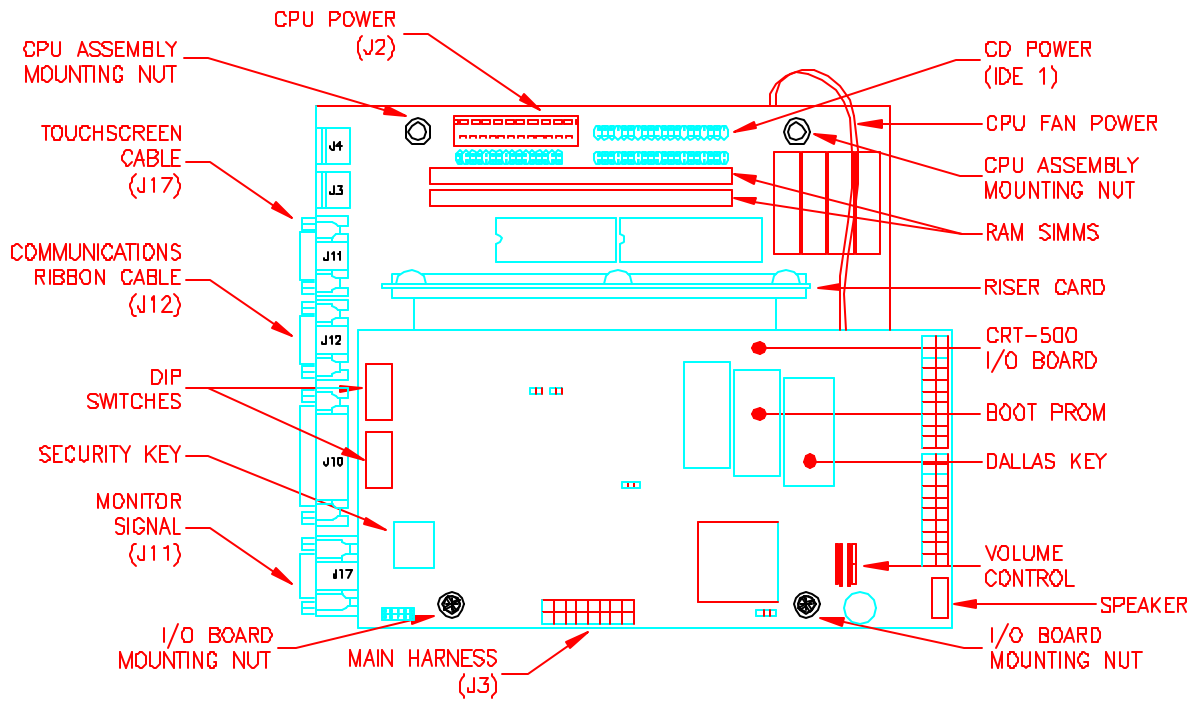 CPU POWER
(J2)
CPU ASSEMBLY
MOUNTING NUT
CD POWER
(IDE 1)
TOUCHSCREEN
CABLE
(J17)
CPU FAN POWER
J4
CPU ASSEMBLY
MOUNTING NUT
J3
RAM SIMMS
COMMUNICATIONS
RIBBON CABLE
(J12)
J11
RISER CARD
J12
CRT-500
I/O BOARD
DIP
SWITCHES
BOOT PROM
SECURITY KEY
J10
DALLAS KEY
MONITOR
SIGNAL
(J11)
J17
VOLUME
CONTROL
SPEAKER
I/O BOARD
MOUNTING NUT
MAIN HARNESS
(J3)
I/O BOARD
MOUNTING NUT